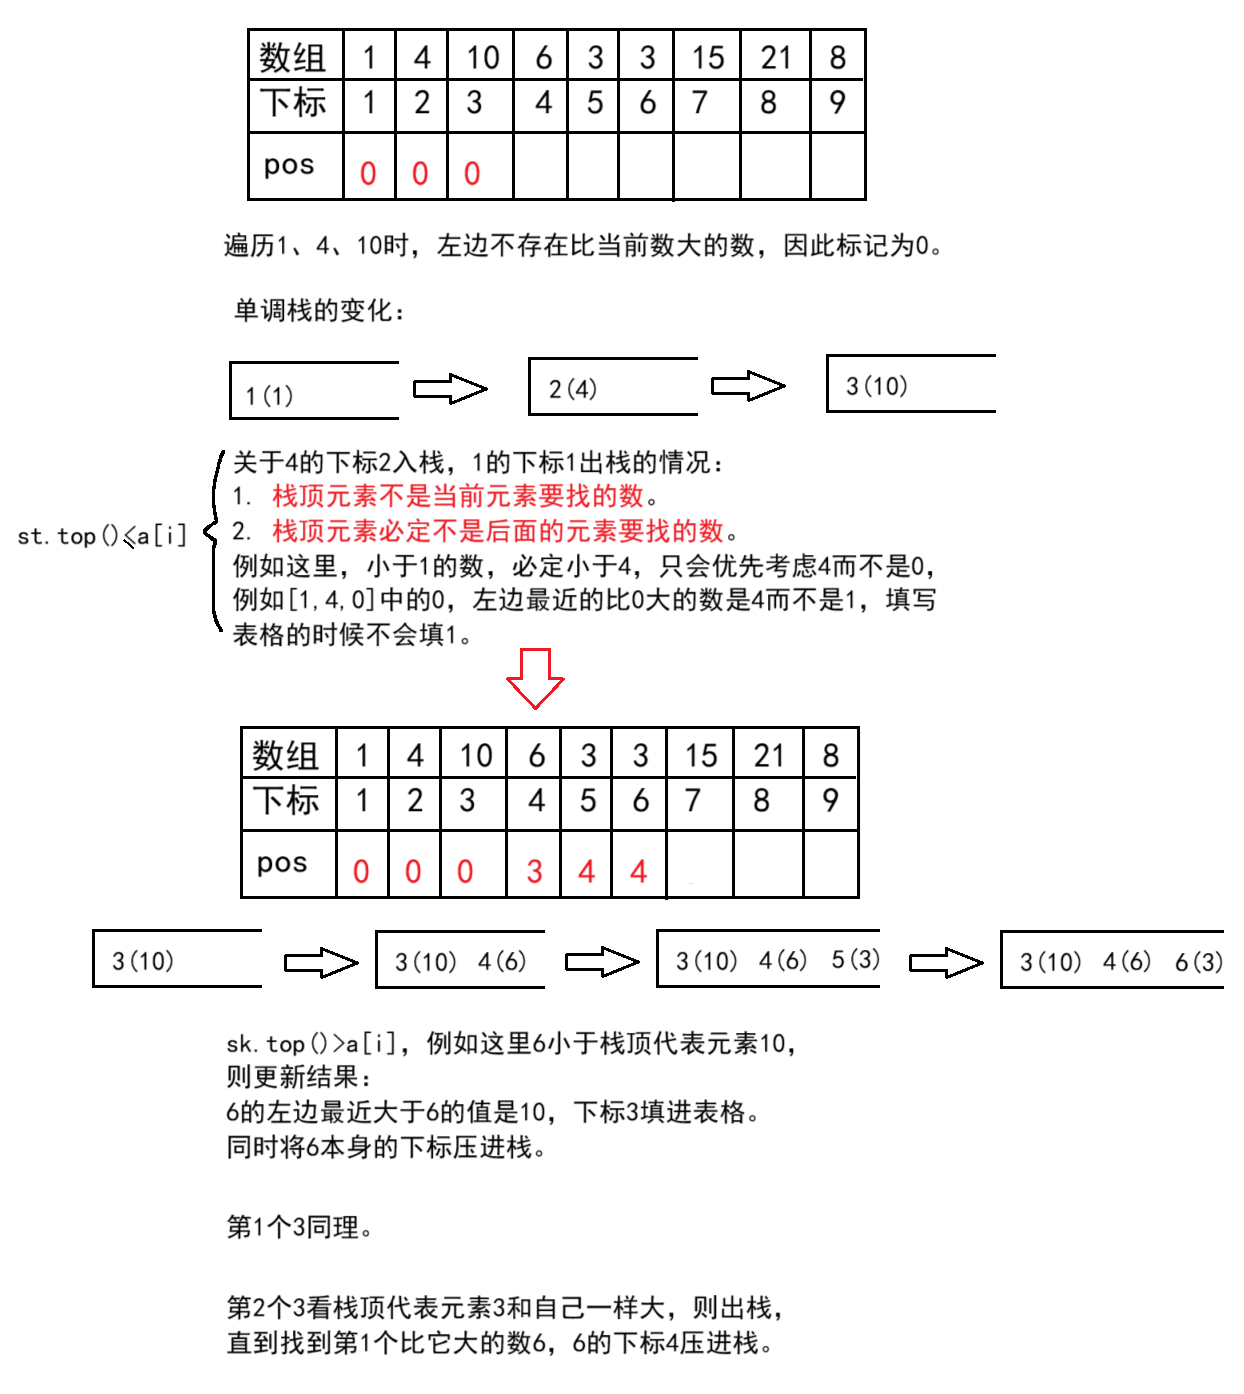 数组 1 4 10 6 3 3 15 21 8
下标 1 2 3 4 5 6 7 8 9
pos 0 0 0
遍历1、4、10时，左边不存在比当前数大的数，因此标记为0。
单调栈的变化：
1(1) 2(4) 3(10)
关于4的下标2入栈，1的下标1出栈的情况：
1. 栈顶元素不是当前元素要找的数。
2. 栈顶元素必定不是后面的元素要找的数。
st.top()≤a[i]
例如这里，小于1的数，必定小于4，只会优先考虑4而不是0，
例如[1,4,0]中的0，左边最近的比0大的数是4而不是1，填写
表格的时候不会填1。
数组 1 4 10 6 3 3 15 21 8
下标 1 2 3 4 5 6 7 8 9
pos 0 0 0 3 4 4
3(10) 3(10) 4(6) 3(10) 4(6) 5(3) 3(10) 4(6) 6(3)
sk.top()>a[i]，例如这里6小于栈顶代表元素10，
则更新结果：
6的左边最近大于6的值是10，下标3填进表格。
同时将6本身的下标压进栈。
第1个3同理。
第2个3看栈顶代表元素3和自己一样大，则出栈，
直到找到第1个比它大的数6，6的下标4压进栈。